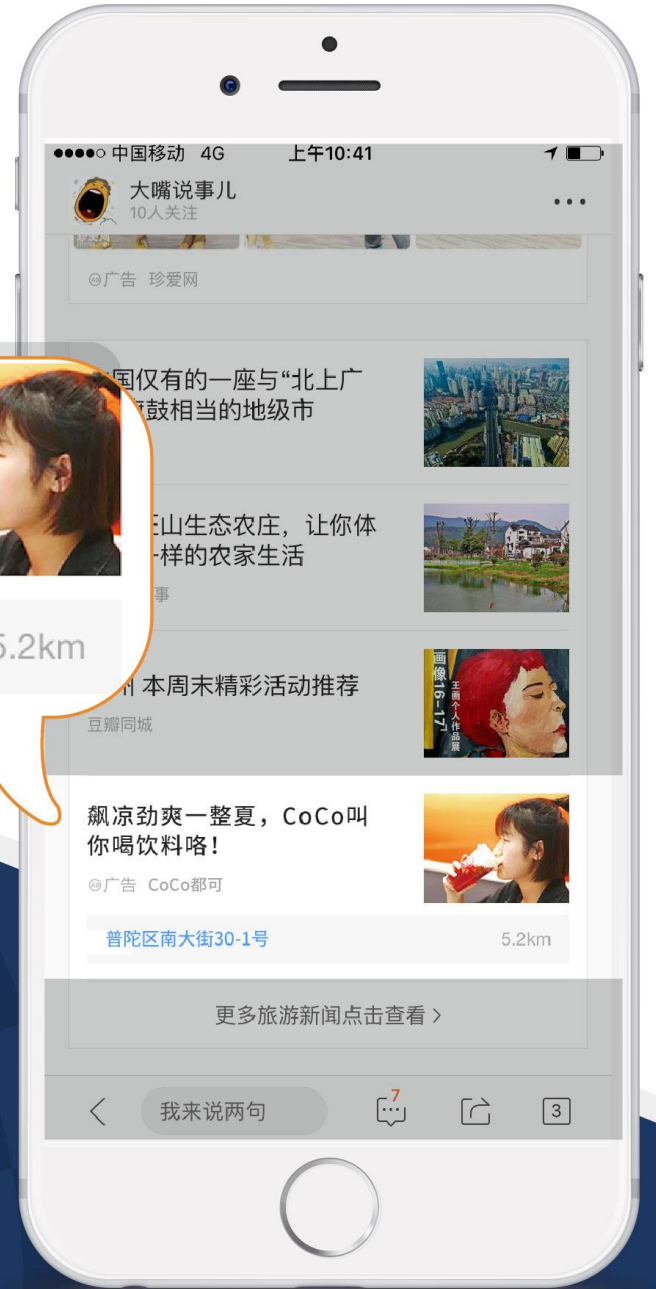 中国移动 4G 上午10:41
大嘴说事儿
10人关注
广告 珍爱网
国仅有的一座与“北上广
鼓相当的地级市
山生态农庄，让你体
样的农家生活
事
本周末精彩活动推荐
豆瓣同城
画像16-17
王画个人作品展
5.2km
飙凉劲爽一整夏，CoCo叫
你喝饮料咯！
广告 CoCo都可
普陀区南大街30-1号
5.2km
更多旅游新闻点击查看
我来说两句
7
3